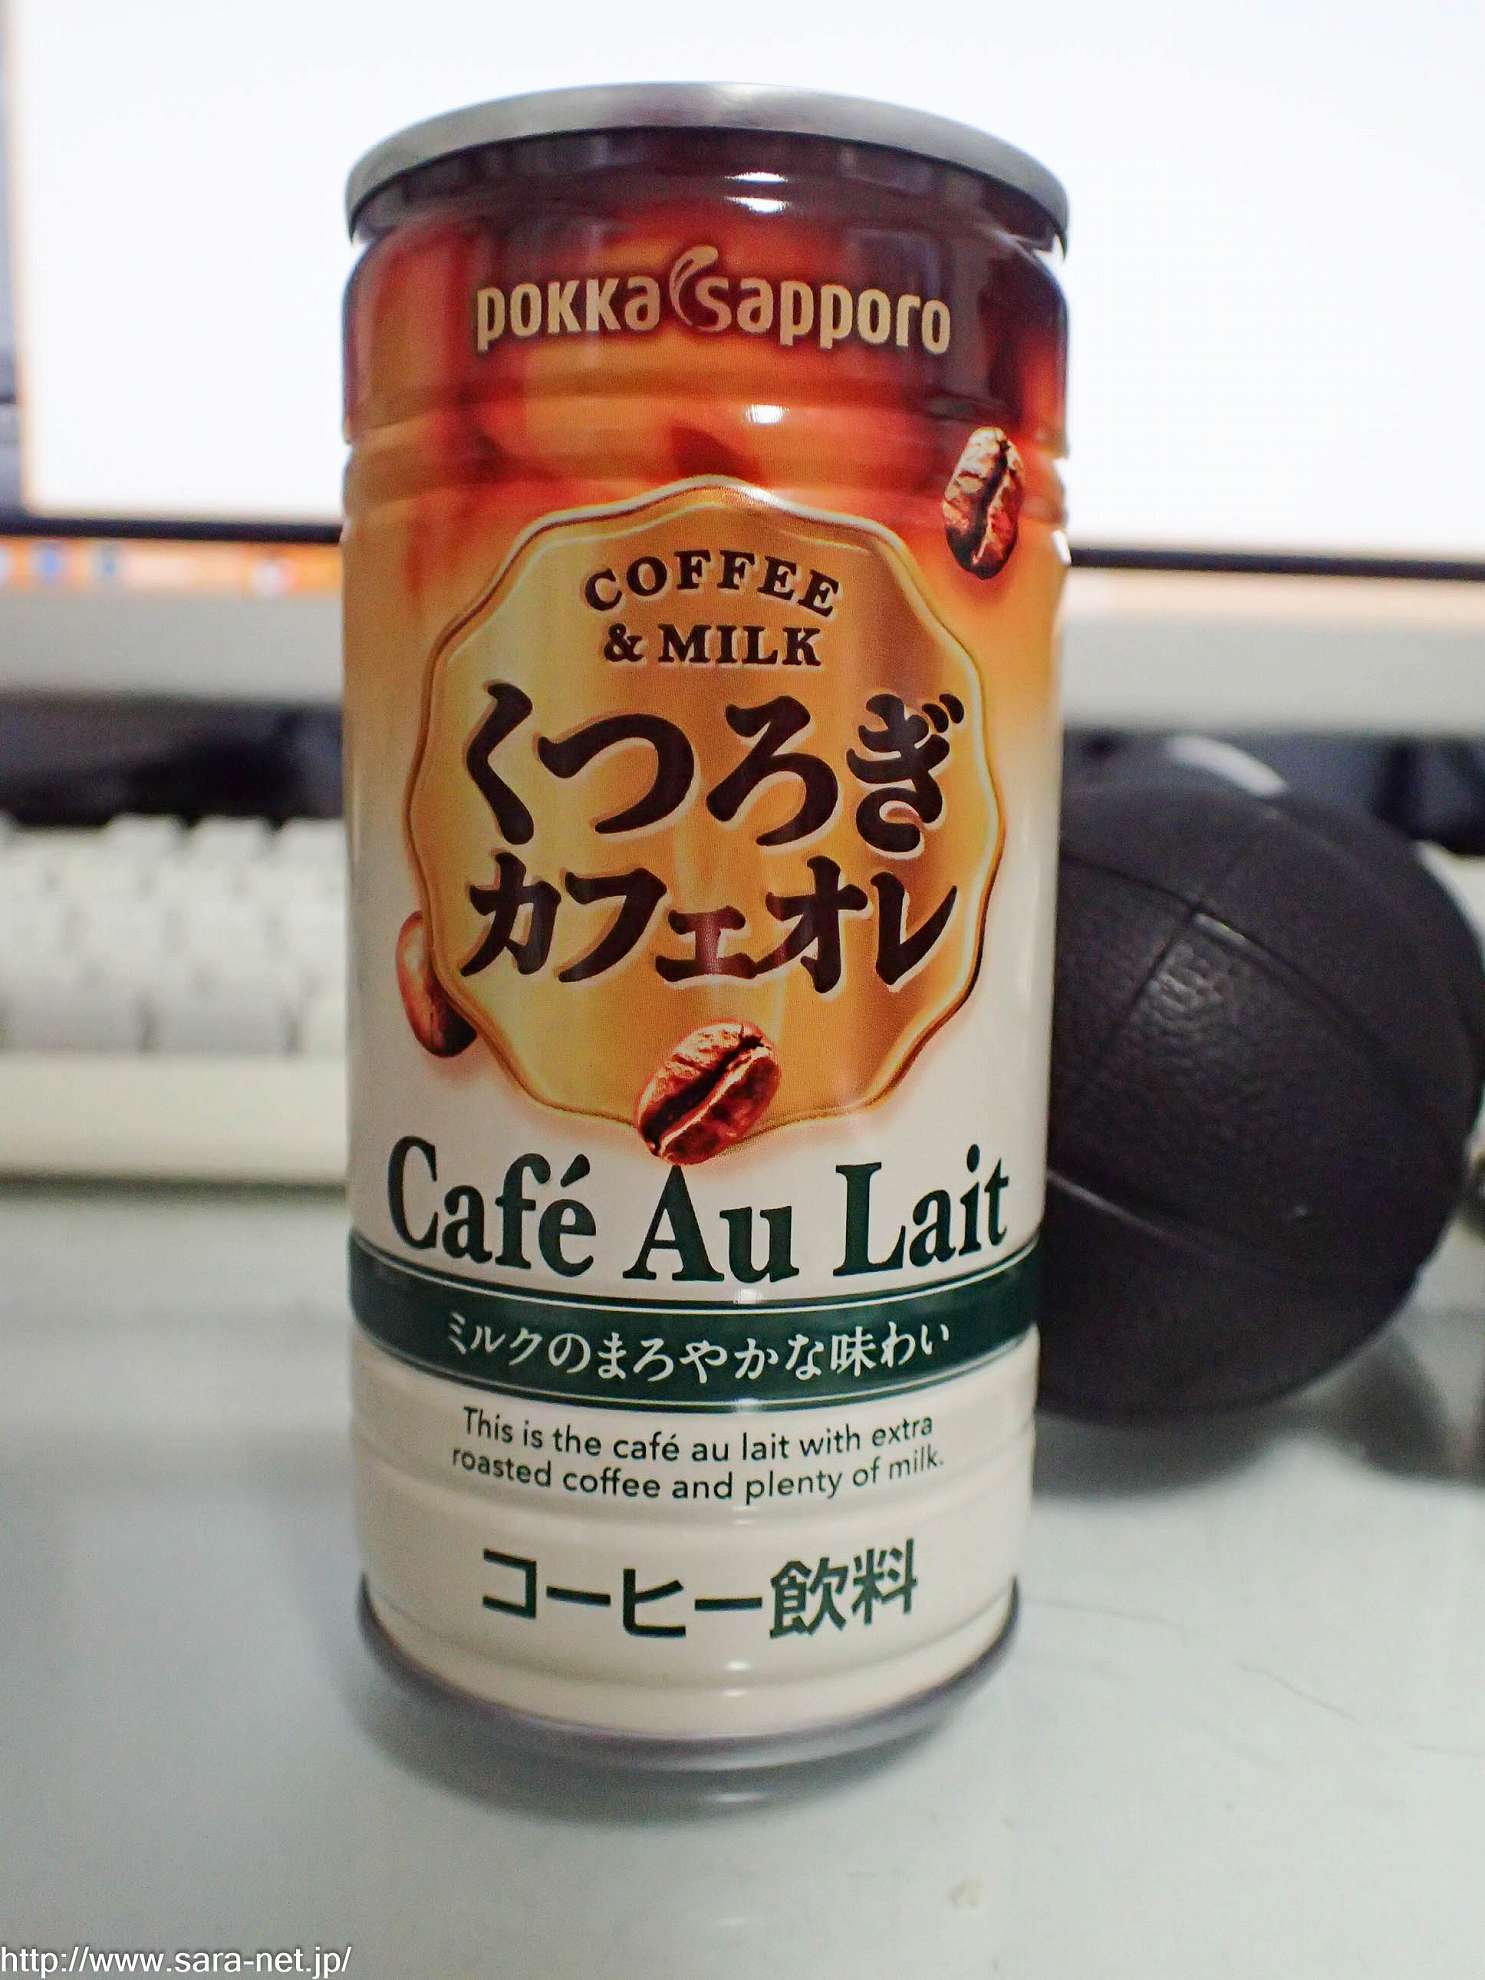 POKKA sapporo
COFFEE
& MILK
くつろぎ
カフェオレ
Café Au Lait
ミルクのまろやかな味わい
This is the café au lait with extra
roasted coffee and plenty of milk.
コーヒー飲料
http://www.sara-net.jp/